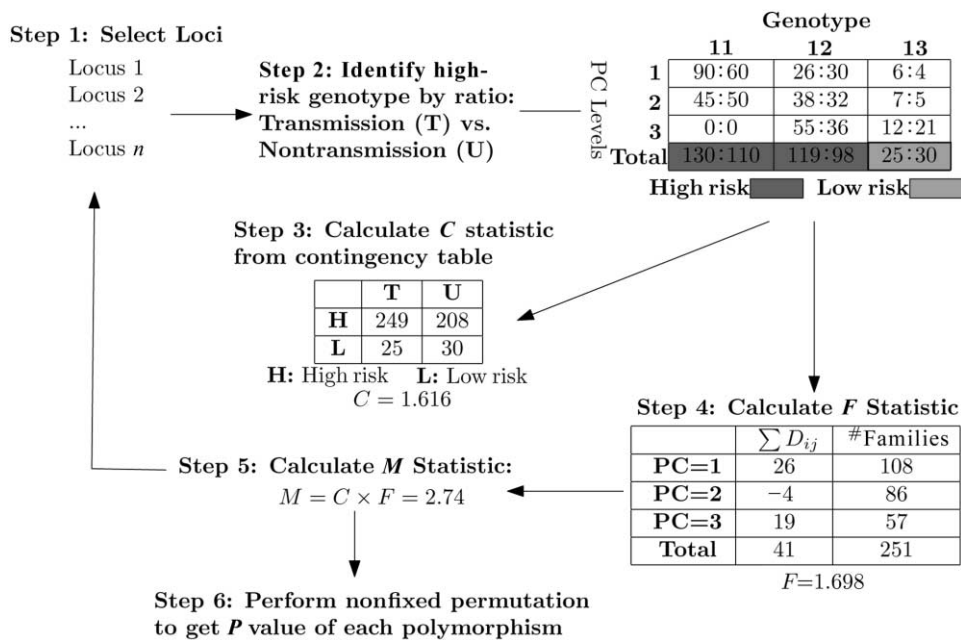 Step 1: Select Loci
Locus 1
Locus 2
...
Locus n
Step 2: Identify high-
risk genotype by ratio:
Transmission (T) vs.
Nontransmission (U)
Genotype
11 12 13
PC Levels
1 90:60 26:30 6:4
2 45:50 38:32 7:5
3 0:0 55:36 12:21
Total 130:110 119:98 25:30
High risk Low risk
Step 3: Calculate C statistic
from contingency table
T U
H 249 208
L 25 30
H: High risk L: Low risk
C = 1.616
Step 4: Calculate F Statistic
∑ D_ij #Families
PC=1 26 108
PC=2 −4 86
PC=3 19 57
Total 41 251
F=1.698
Step 5: Calculate M Statistic:
M = C × F = 2.74
Step 6: Perform nonfixed permutation
to get P value of each polymorphism